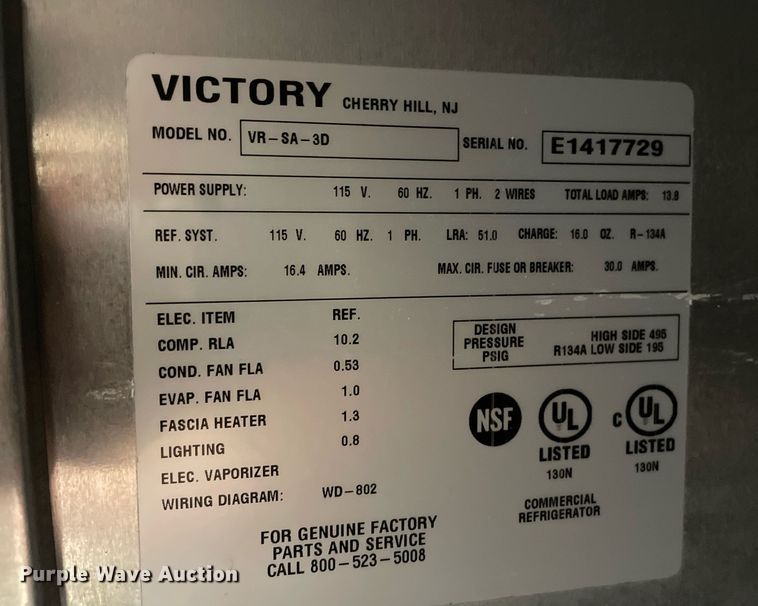 VICTORY CHERRY HILL, NJ
MODEL NO. VR-SA-3D SERIAL NO. E1417729
POWER SUPPLY: 115 V. 60 HZ. 1 PH. 2 WIRES TOTAL LOAD AMPS: 13.8
REF. SYST. 115 V. 60 HZ. 1 PH. LRA: 51.0 CHARGE: 16.0 OZ. R-134A
MIN. CIR. AMPS: 16.4 AMPS. MAX. CIR. FUSE OR BREAKER: 30.0 AMPS.
ELEC. ITEM REF.
COMP. RLA 10.2
COND. FAN FLA 0.53
EVAP. FAN FLA 1.0
FASCIA HEATER 1.3
LIGHTING 0.8
ELEC. VAPORIZER
WIRING DIAGRAM: WD-802
DESIGN
PRESSURE
PSIG
HIGH SIDE 495
R134A LOW SIDE 195
NSF
UL
LISTED
130N
C UL
LISTED
130N
COMMERCIAL
REFRIGERATOR
FOR GENUINE FACTORY
PARTS AND SERVICE
CALL 800-523-5008
Purple Wave Auction